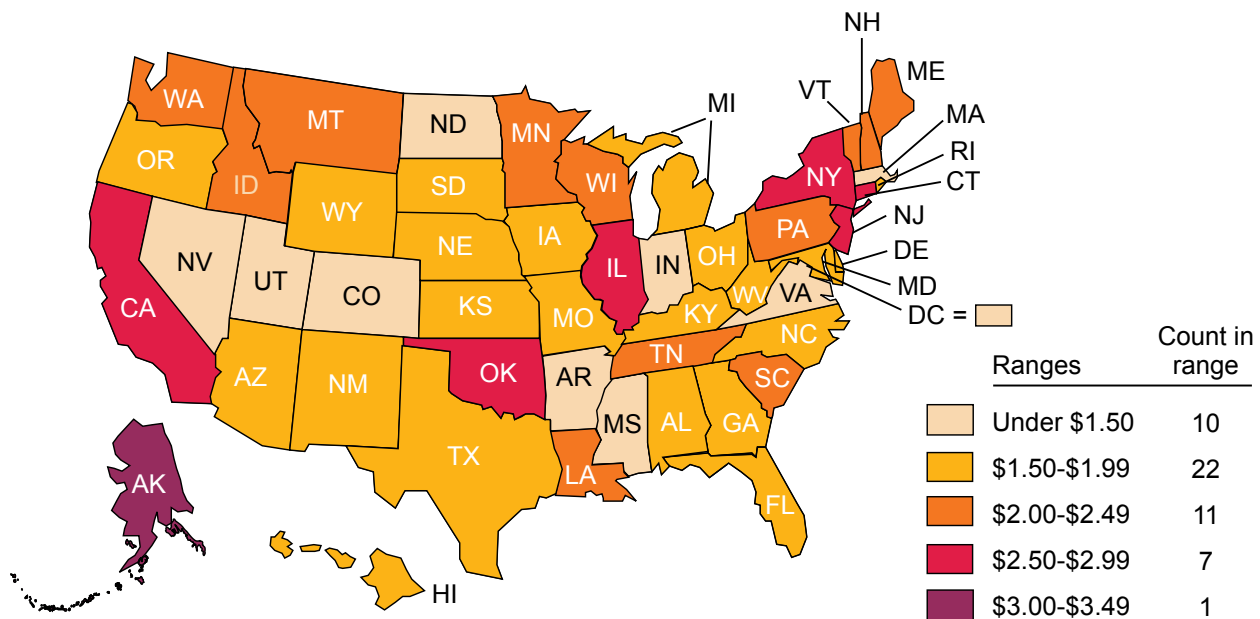 NH
ME
VT
MI
MA
WA
MT
ND
MN
RI
OR
ID
SD
WI
NY
CT
WY
NJ
IA
PA
NE
DE
NV
UT
CO
IL
IN
OH
MD
WV
VA
DC =
CA
KS
MO
KY
NC
AZ
NM
OK
AR
TN
SC
MS
AL
GA
TX
LA
FL
AK
HI
Ranges Count in range
Under $1.50 10
$1.50-$1.99 22
$2.00-$2.49 11
$2.50-$2.99 7
$3.00-$3.49 1